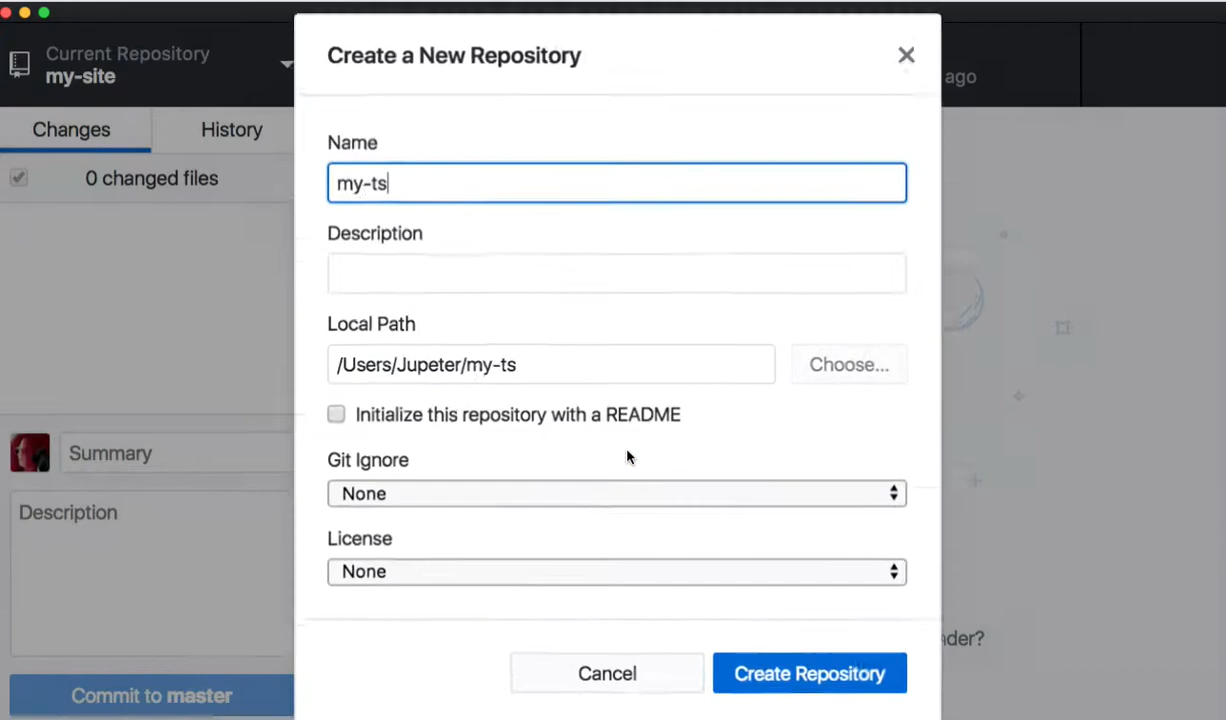 Current Repository
my-site
ago
Changes
History
0 changed files
Summary
Description
Commit to master
Create a New Repository
Name
my-ts
Description
Local Path
/Users/Jupeter/my-ts
Choose...
Initialize this repository with a README
Git Ignore
None
License
None
Cancel
Create Repository